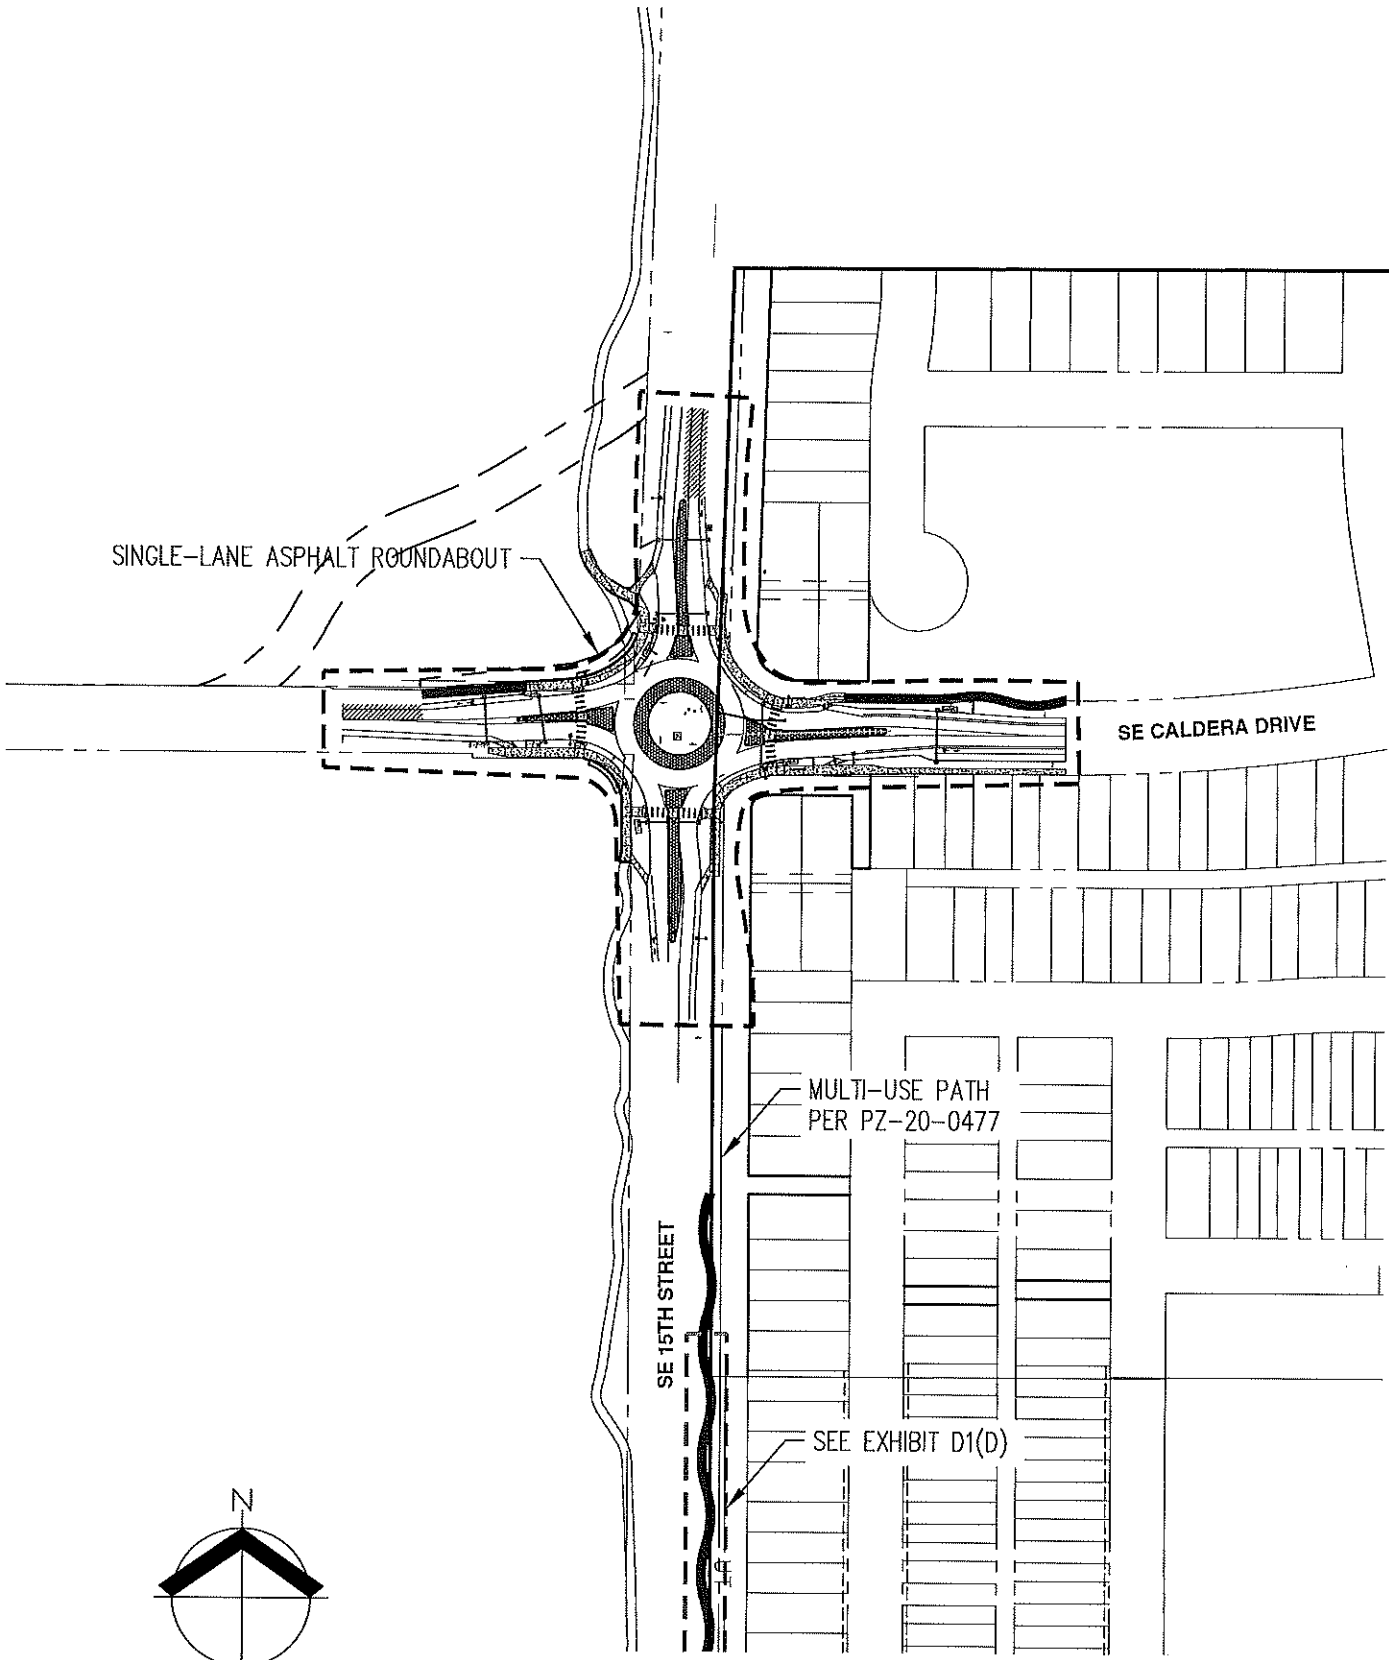 SINGLE-LANE ASPHALT ROUNDABOUT
SE CALDERA DRIVE
MULTI-USE PATH
PER PZ-20-0477
SE 15TH STREET
SEE EXHIBIT D1(D)
N